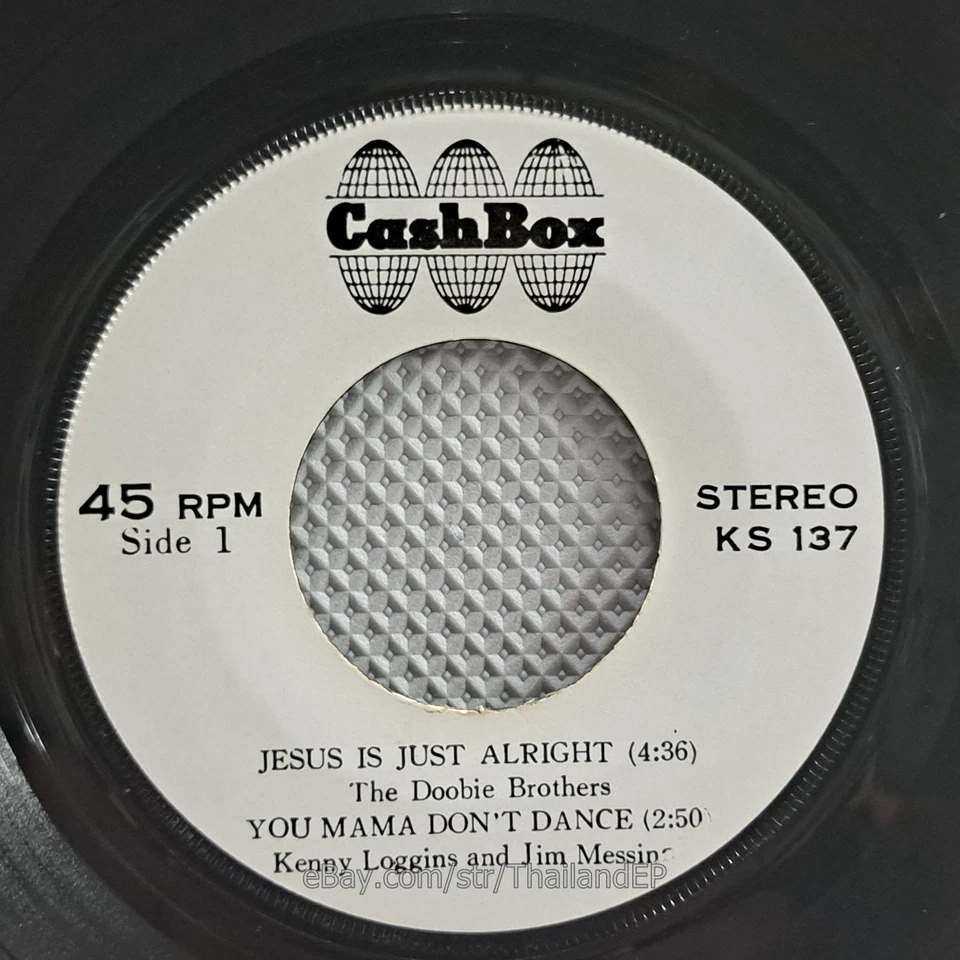 CashBox
45 RPM
Side 1
STEREO
KS 137
JESUS IS JUST ALRIGHT (4:36)
The Doobie Brothers
YOU MAMA DON'T DANCE (2:50)
Kenny Loggins and Jim Messina
eBay.com/str/ThailandEP